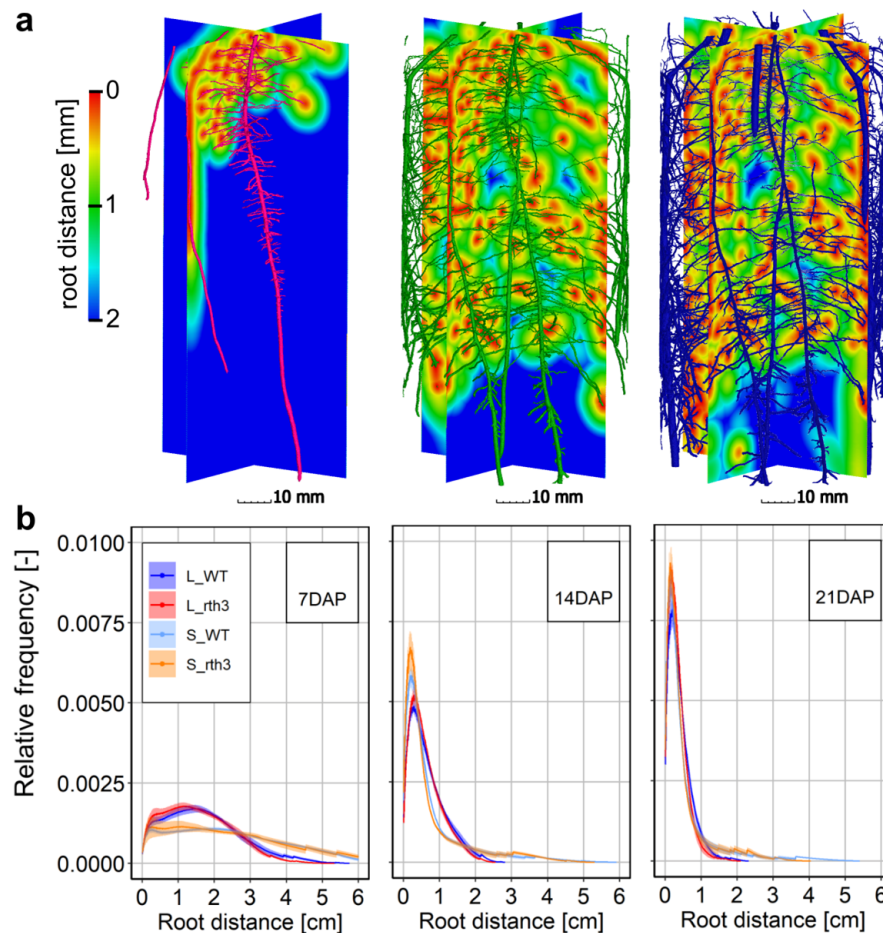 a
root distance [mm]
0
1
2
10 mm
10 mm
10 mm
b
Relative frequency [-]
0.0100
0.0075
0.0050
0.0025
0.0000
L_WT
L_rth3
S_WT
S_rth3
7DAP
14DAP
21DAP
0 1 2 3 4 5 6
0 1 2 3 4 5 6
0 1 2 3 4 5 6
Root distance [cm]
Root distance [cm]
Root distance [cm]